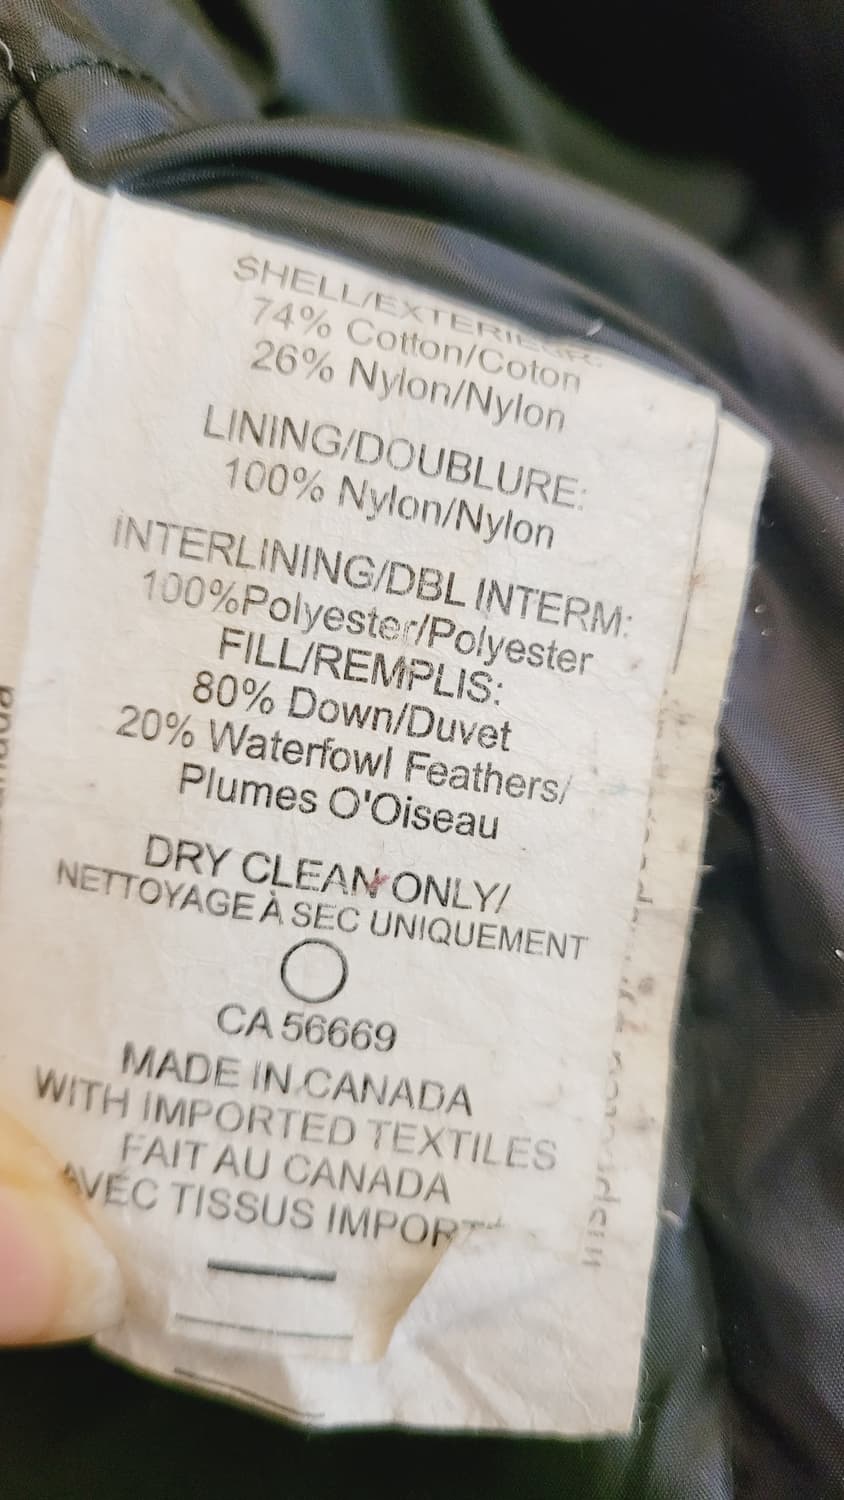 SHELL/EXTERIEUR:
74% Cotton/Coton
26% Nylon/Nylon
LINING/DOUBLURE:
100% Nylon/Nylon
INTERLINING/DBL INTERM:
100%Polyester/Polyester
FILL/REMPLIS:
80% Down/Duvet
20% Waterfowl Feathers/
Plumes O'Oiseau
DRY CLEAN ONLY/
NETTOYAGE À SEC UNIQUEMENT
CA 56669
MADE IN CANADA
WITH IMPORTED TEXTILES
FAIT AU CANADA
AVEC TISSUS IMPORT